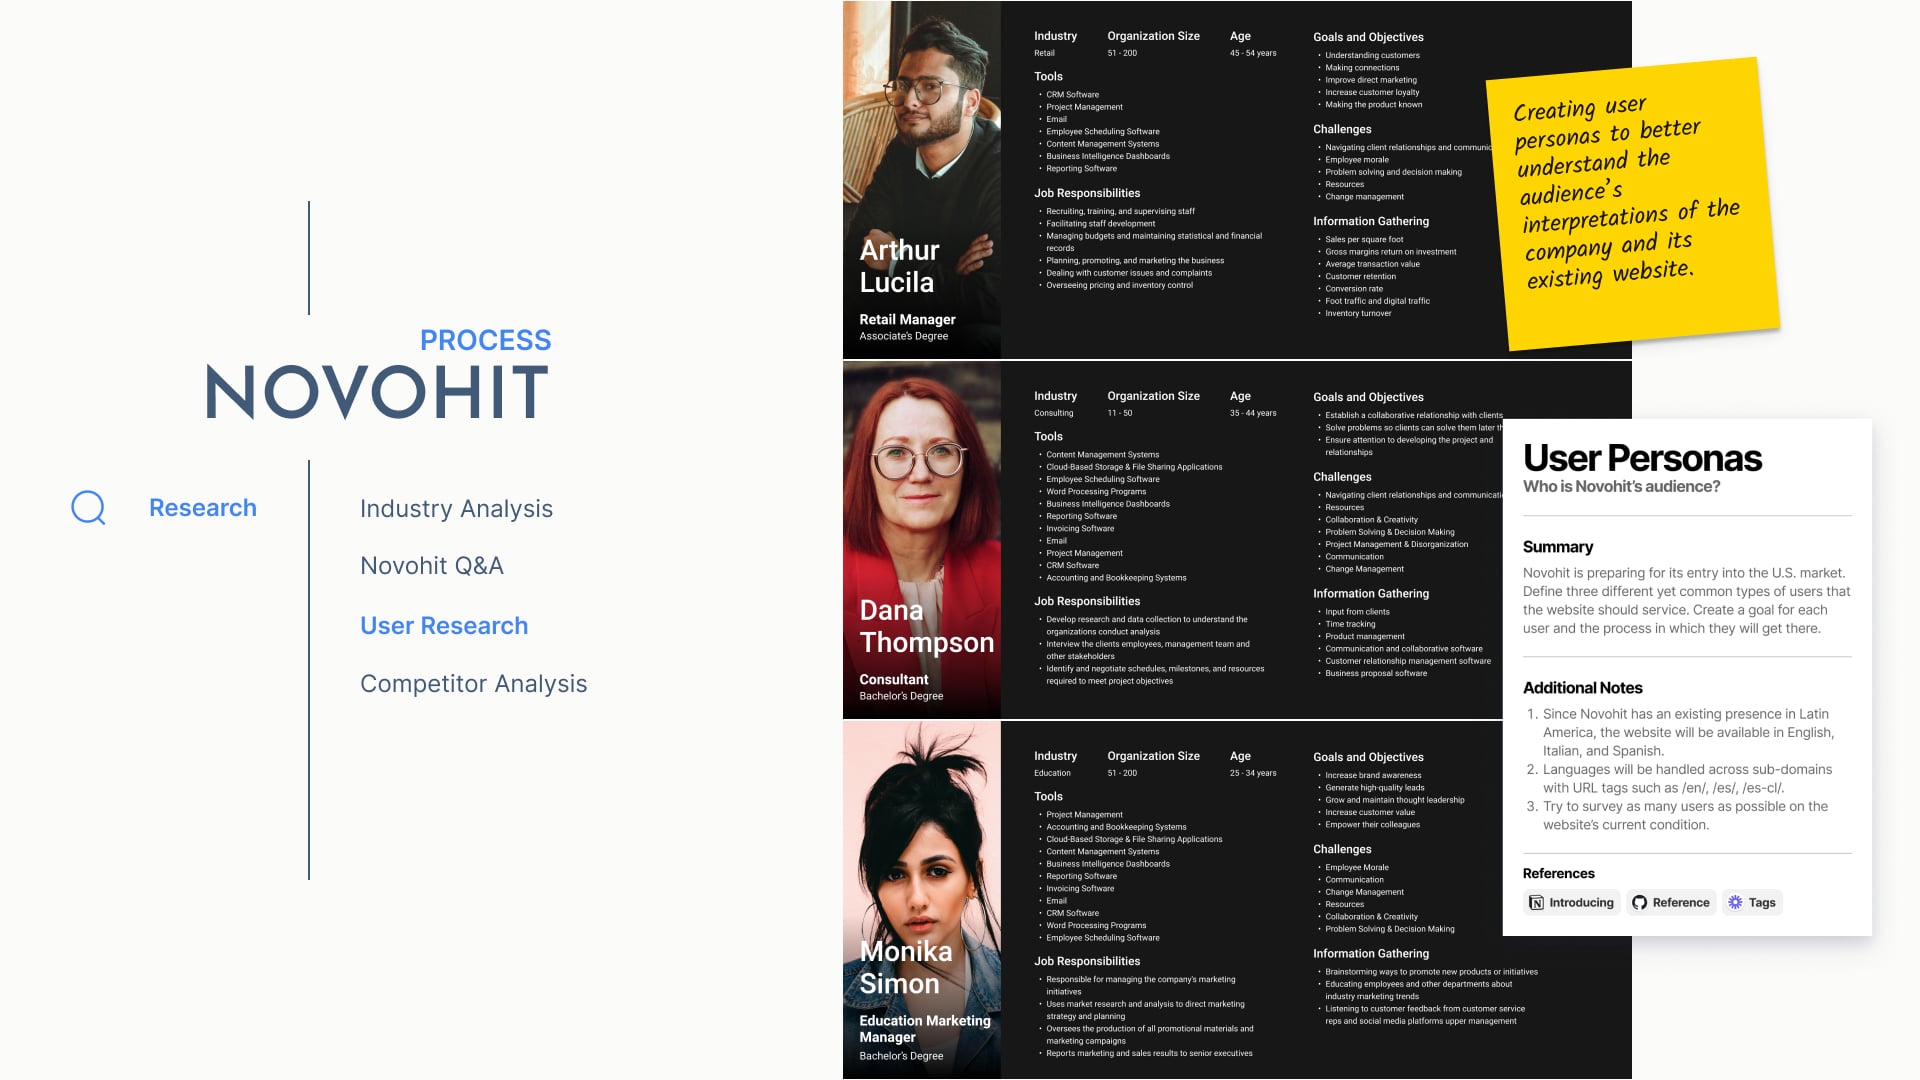 PROCESS
NOVOHIT
Research
Industry Analysis
Novohit Q&A
User Research
Competitor Analysis
Arthur
Lucila
Retail Manager
Associate's Degree
Industry
Retail
Organization Size
51 - 200
Age
45 - 54 years
Tools
• CRM Software
• Project Management
• Email
• Employee Scheduling Software
• Content Management Systems
• Business Intelligence Dashboards
• Reporting Software
Job Responsibilities
• Recruiting, training, and supervising staff
• Facilitating staff development
• Managing budgets and maintaining statistical and financial
records
• Planning, promoting, and marketing the business
• Dealing with customer issues and complaints
• Overseeing pricing and inventory control
Goals and Objectives
• Understanding customers
• Making connections
• Improve direct marketing
• Increase customer loyalty
• Making the product known
Challenges
• Navigating client relationships and communic
• Employee morale
• Problem solving and decision making
• Resources
• Change management
Information Gathering
• Sales per square foot
• Gross margins return on investment
• Average transaction value
• Customer retention
• Conversion rate
• Foot traffic and digital traffic
• Inventory turnover
Creating user
personas to better
understand the
audience's
interpretations of the
company and its
existing website.
Dana
Thompson
Consultant
Bachelor's Degree
Industry
Consulting
Organization Size
11 - 50
Age
35 - 44 years
Tools
• Content Management Systems
• Cloud-Based Storage & File Sharing Applications
• Employee Scheduling Software
• Word Processing Programs
• Business Intelligence Dashboards
• Reporting Software
• Invoicing Software
• Email
• Project Management
• CRM Software
• Accounting and Bookkeeping Systems
Job Responsibilities
• Develop research and data collection to understand the
organizations conduct analysis
• Interview the clients employees, management team and
other stakeholders
• Identify and negotiate schedules, milestones, and resources
required to meet project objectives
Goals and Objectives
• Establish a collaborative relationship with clients
• Solve problems so clients can solve them later th
• Ensure attention to developing the project and
relationships
Challenges
• Navigating client relationships and communicati
• Resources
• Collaboration & Creativity
• Problem Solving & Decision Making
• Project Management & Disorganization
• Communication
• Change Management
Information Gathering
• Input from clients
• Time tracking
• Product management
• Communication and collaborative software
• Customer relationship management software
• Business proposal software
Monika
Simon
Education Marketing
Manager
Bachelor's Degree
Industry
Education
Organization Size
51 - 200
Age
25 - 34 years
Tools
• Project Management
• Accounting and Bookkeeping Systems
• Cloud-Based Storage & File Sharing Applications
• Content Management Systems
• Business Intelligence Dashboards
• Reporting Software
• Invoicing Software
• Email
• CRM Software
• Word Processing Programs
• Employee Scheduling Software
Job Responsibilities
• Responsible for managing the company's marketing
initiatives
• Uses market research and analysis to direct marketing
strategy and planning
• Oversees the production of all promotional materials and
marketing campaigns
• Reports marketing and sales results to senior executives
Goals and Objectives
• Increase brand awareness
• Generate high-quality leads
• Grow and maintain thought leadership
• Increase customer value
• Empower their colleagues
Challenges
• Employee Morale
• Communication
• Change Management
• Resources
• Collaboration & Creativity
• Problem Solving & Decision Making
Information Gathering
• Brainstorming ways to promote new products or initiatives
• Educating employees and other departments about
industry marketing trends
• Listening to customer feedback from customer service
reps and social media platforms upper management
User Personas
Who is Novohit's audience?
Summary
Novohit is preparing for its entry into the U.S. market.
Define three different yet common types of users that
the website should service. Create a goal for each
user and the process in which they will get there.
Additional Notes
1. Since Novohit has an existing presence in Latin
America, the website will be available in English,
Italian, and Spanish.
2. Languages will be handled across sub-domains
with URL tags such as /en/, /es/, /es-cl/.
3. Try to survey as many users as possible on the
website's current condition.
References
Introducing
Reference
Tags